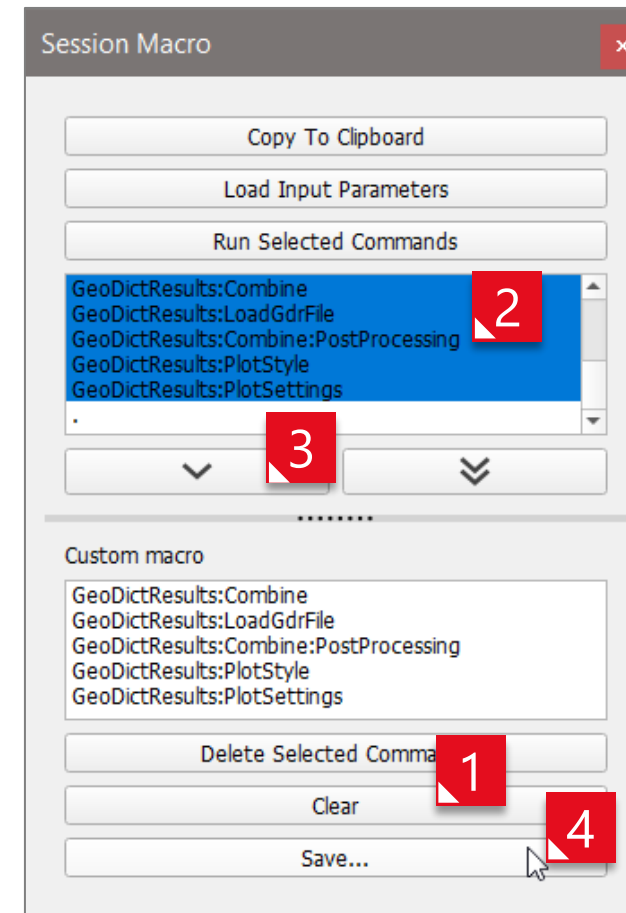 Session Macro
Copy To Clipboard
Load Input Parameters
Run Selected Commands
GeoDictResults:Combine
GeoDictResults:LoadGdrFile
GeoDictResults:Combine:PostProcessing
GeoDictResults:PlotStyle
GeoDictResults:PlotSettings
.
2
3
Custom macro
GeoDictResults:Combine
GeoDictResults:LoadGdrFile
GeoDictResults:Combine:PostProcessing
GeoDictResults:PlotStyle
GeoDictResults:PlotSettings
Delete Selected Comma
1
Clear
4
Save...